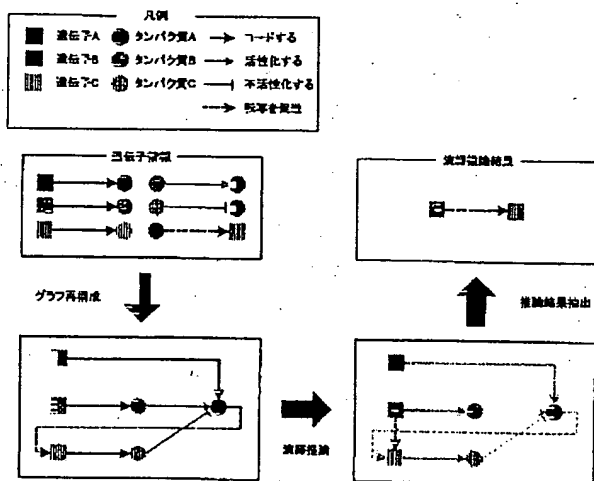 凡例
遺伝子A タンパク質A コードする
遺伝子B タンパク質B 活性化する
遺伝子C タンパク質C 不活性化する
転写を促進
遺伝子情報
演繹推論結果
グラフ再構成
推論結果抽出
演繹推論